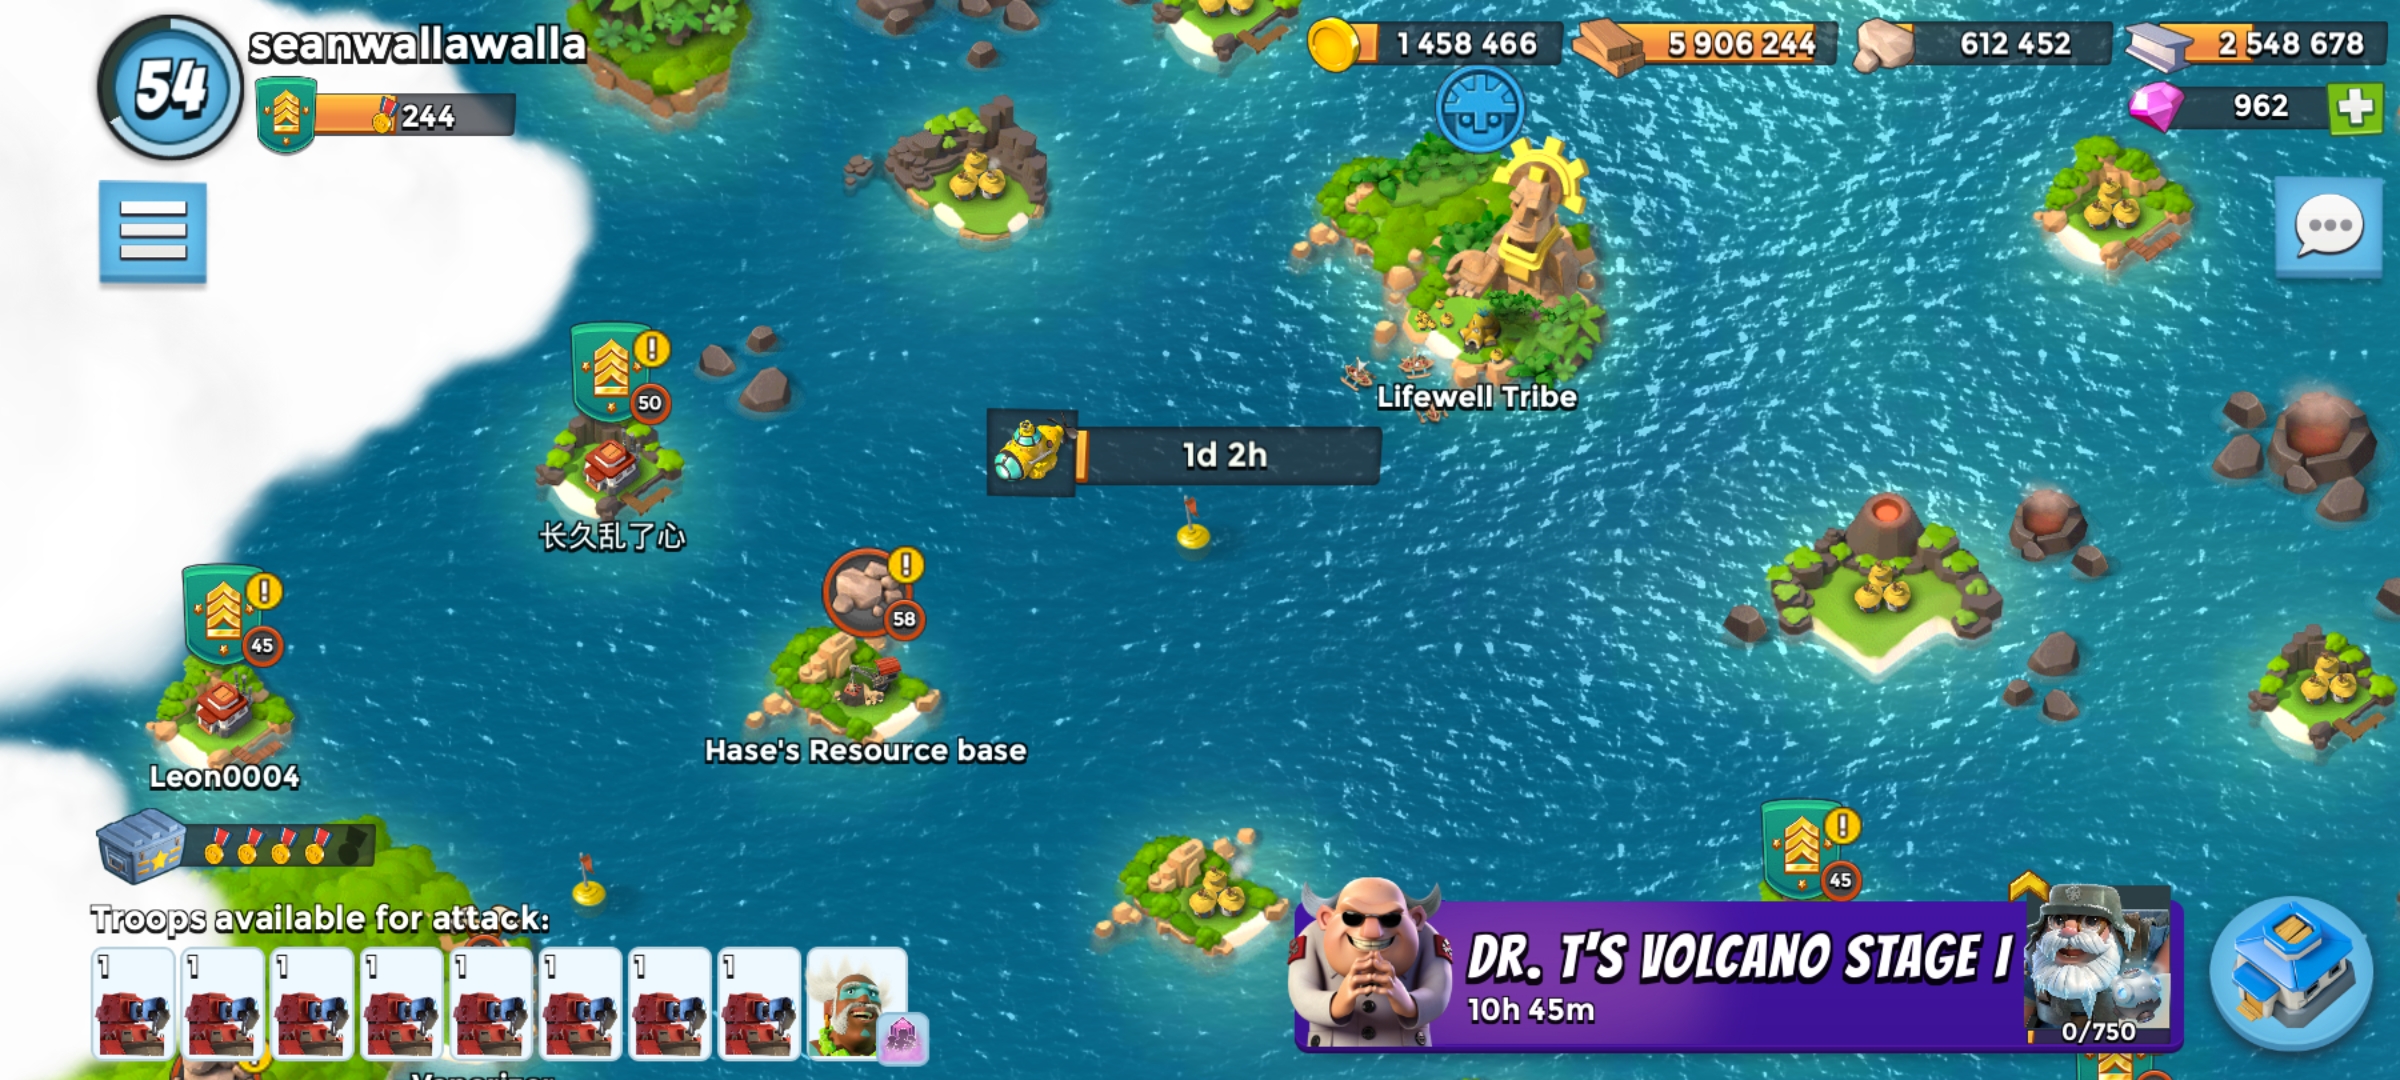 54
seanwallawalla
244
1 458 466
5 906 244
612 452
2 548 678
962
Lifewell Tribe
50
1d 2h
长久乱了心
58
45
Hase's Resource base
Leon0004
45
Troops available for attack:
1 1 1 1 1 1 1 1
DR. T'S VOLCANO STAGE I
10h 45m
0/750